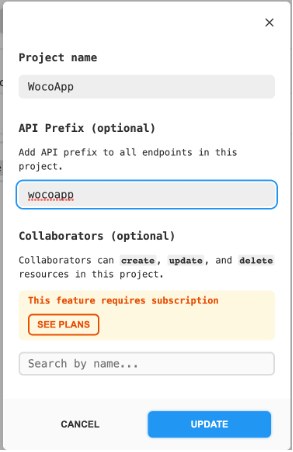 ×
Project name
WocoApp
API Prefix (optional)
Add API prefix to all endpoints in this
project.
wocoapp
Collaborators (optional)
Collaborators can create, update, and delete
resources in this project.
This feature requires subscription
SEE PLANS
Search by name...
CANCEL
UPDATE